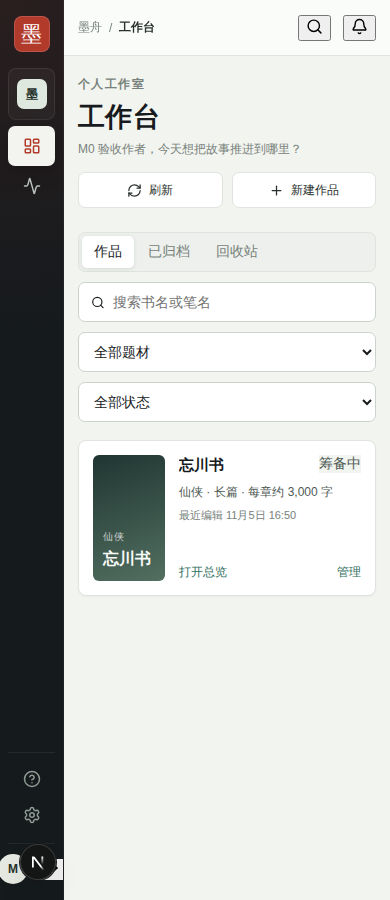 墨
墨
墨舟 / 工作台
个人工作室
工作台
M0 验收作者，今天想把故事推进到哪里？
刷新
新建作品
作品 已归档 回收站
搜索书名或笔名
全部题材
全部状态
仙侠
忘川书
忘川书 筹备中
仙侠 · 长篇 · 每章约 3,000 字
最近编辑 11月5日 16:50
打开总览 管理
M
N